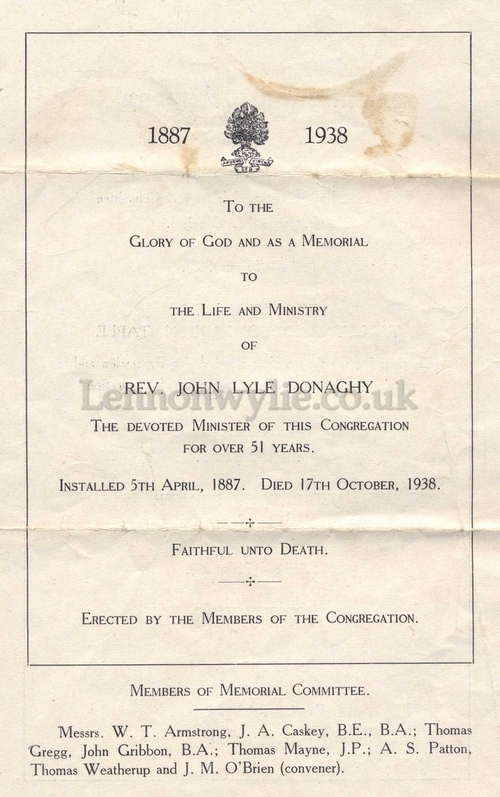 1887 1938
ARDENS SED VIRENS
To the
Glory of God and as a Memorial
to
the Life and Ministry
of
REV. JOHN LYLE DONAGHY
Lennonwylie.co.uk
The devoted Minister of this Congregation
for over 51 years.
Installed 5th April, 1887. Died 17th October, 1938.
Faithful unto Death.
Erected by the Members of the Congregation.
Members of Memorial Committee.
Messrs. W. T. Armstrong, J. A. Caskey, B.E., B.A.; Thomas
Gregg, John Gribbon, B.A.; Thomas Mayne, J.P.; A. S. Patton,
Thomas Weatherup and J. M. O'Brien (convener).